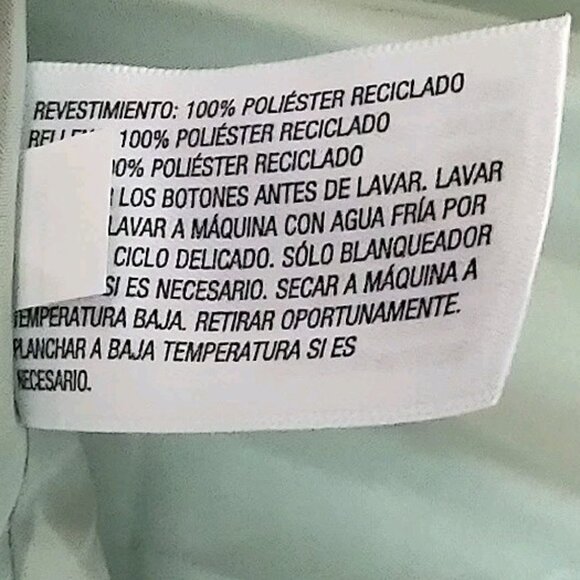 REVESTIMIENTO: 100% POLIÉSTER RECICLADO
100% POLIÉSTER RECICLADO
00% POLIÉSTER RECICLADO
LOS BOTONES ANTES DE LAVAR. LAVAR
LAVAR A MÁQUINA CON AGUA FRÍA POR
CICLO DELICADO. SÓLO BLANQUEADOR
SI ES NECESARIO. SECAR A MÁQUINA A
TEMPERATURA BAJA. RETIRAR OPORTUNAMENTE.
PLANCHAR A BAJA TEMPERATURA SI ES
NECESARIO.